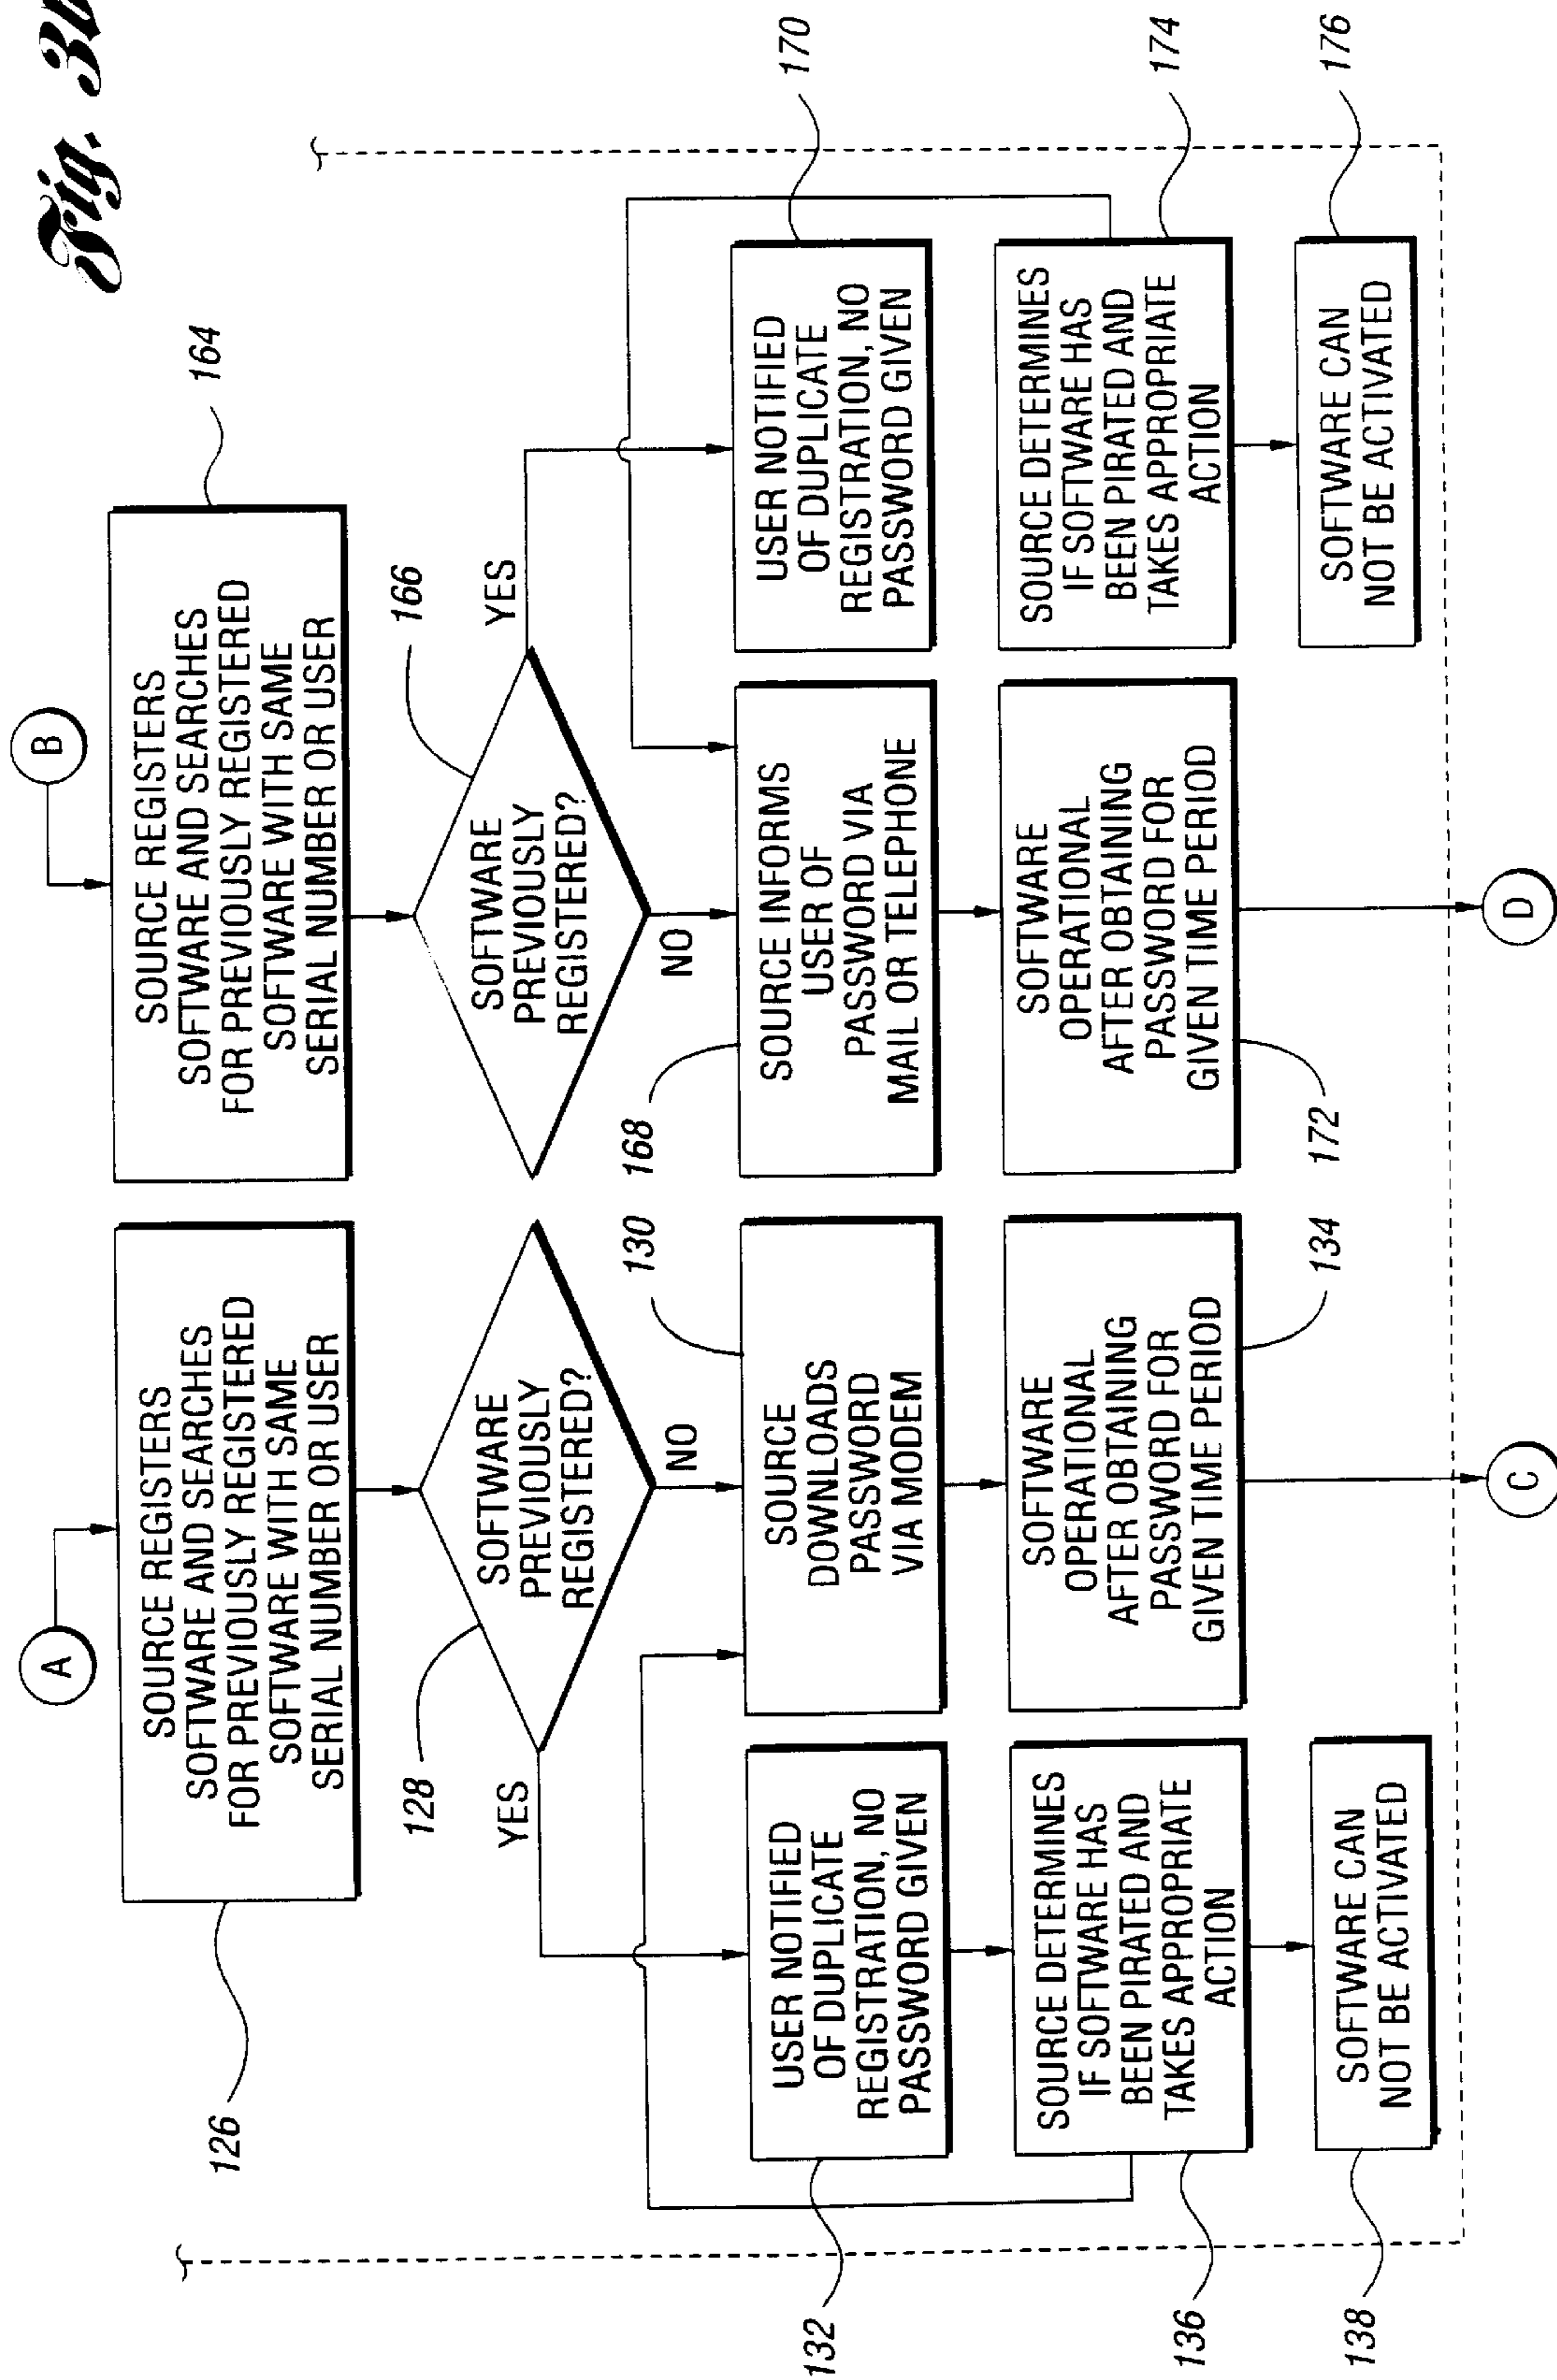 Fig. 3b
A
B
SOURCE REGISTERS
SOFTWARE AND SEARCHES
FOR PREVIOUSLY REGISTERED
SOFTWARE WITH SAME
SERIAL NUMBER OR USER
126
SOURCE REGISTERS
SOFTWARE AND SEARCHES
FOR PREVIOUSLY REGISTERED
SOFTWARE WITH SAME
SERIAL NUMBER OR USER
164
128
SOFTWARE
PREVIOUSLY
REGISTERED?
YES
NO
166
SOFTWARE
PREVIOUSLY
REGISTERED?
YES
NO
USER NOTIFIED
OF DUPLICATE
REGISTRATION, NO
PASSWORD GIVEN
132
130
SOURCE
DOWNLOADS
PASSWORD
VIA MODEM
168
SOURCE INFORMS
USER OF
PASSWORD VIA
MAIL OR TELEPHONE
USER NOTIFIED
OF DUPLICATE
REGISTRATION, NO
PASSWORD GIVEN
170
SOURCE DETERMINES
IF SOFTWARE HAS
BEEN PIRATED AND
TAKES APPROPRIATE
ACTION
136
SOFTWARE
OPERATIONAL
AFTER OBTAINING
PASSWORD FOR
GIVEN TIME PERIOD
134
SOFTWARE
OPERATIONAL
AFTER OBTAINING
PASSWORD FOR
GIVEN TIME PERIOD
172
SOURCE DETERMINES
IF SOFTWARE HAS
BEEN PIRATED AND
TAKES APPROPRIATE
ACTION
174
SOFTWARE CAN
NOT BE ACTIVATED
138
SOFTWARE CAN
NOT BE ACTIVATED
176
C
D